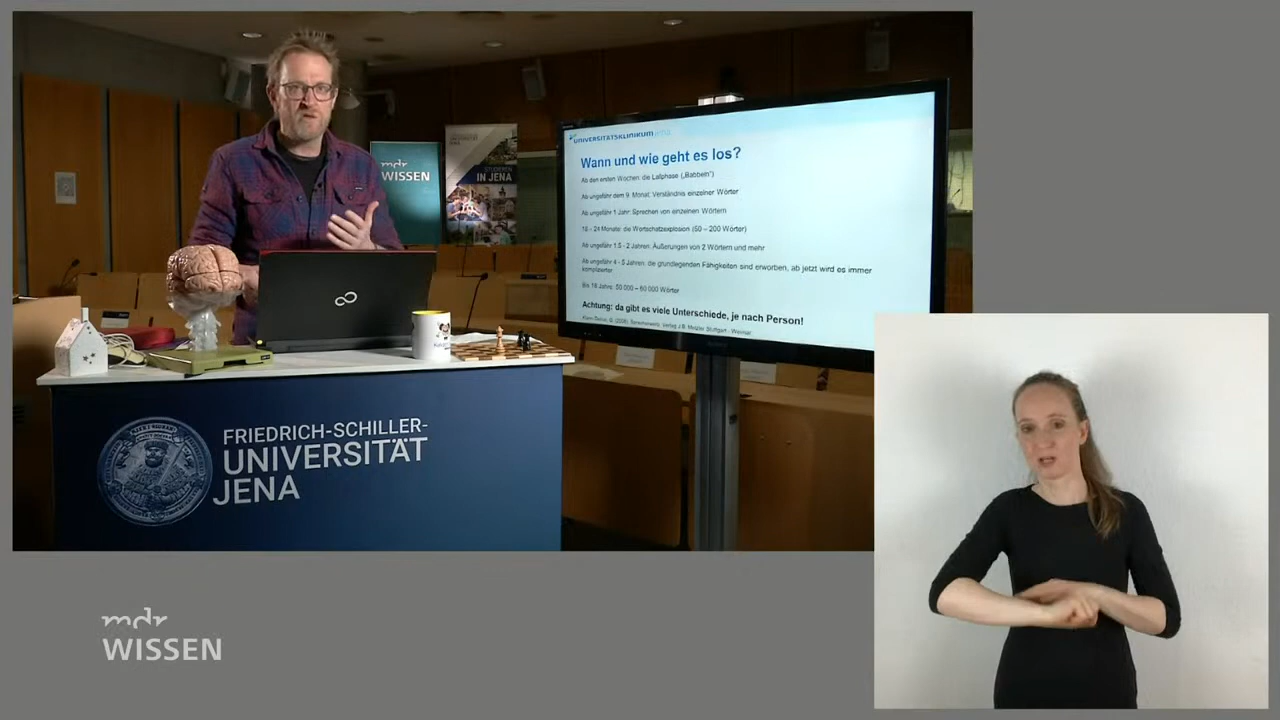 UNIVERSITÄTSKLINIKUM jena
Wann und wie geht es los?
Ab den ersten Wochen: die Lallphase („Babbeln")
Ab ungefähr dem 9. Monat: Verständnis einzelner Wörter
Ab ungefähr 1 Jahr: Sprechen von einzelnen Wörtern
18 - 24 Monate: die Wortschatzexplosion (50 – 200 Wörter)
Ab ungefähr 1,5 - 2 Jahren: Äußerungen von 2 Wörtern und mehr
Ab ungefähr 4 - 5 Jahren: die grundlegenden Fähigkeiten sind erworben, ab jetzt wird es immer
komplizierter
Bis 16 Jahre: 50 000 – 60 000 Wörter
Achtung: da gibt es viele Unterschiede, je nach Person!
mdr
WISSEN
STUDIEREN
IN JENA
FRIEDRICH-SCHILLER-
UNIVERSITÄT
JENA
mdr
WISSEN